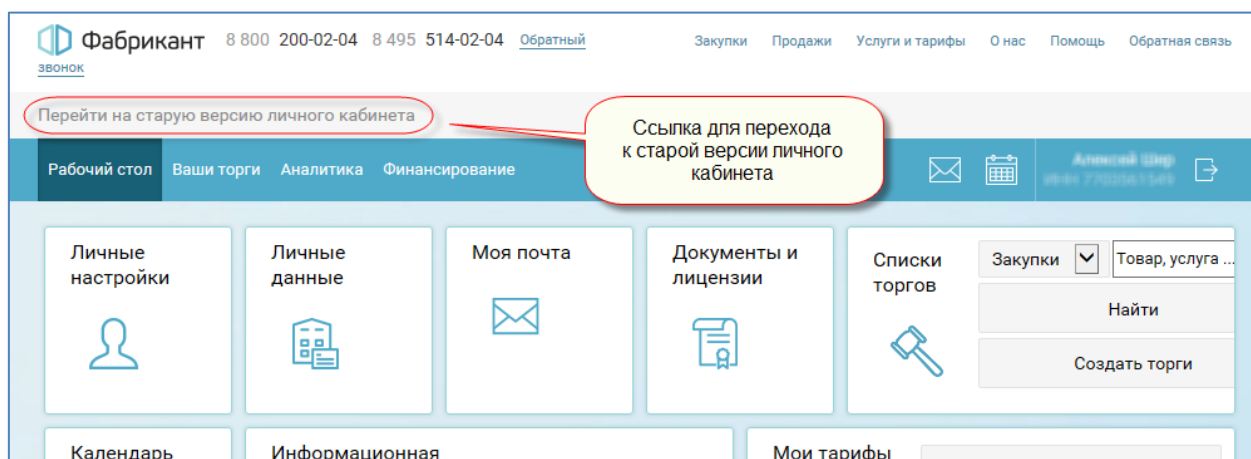 Фабрикант 8 800 200-02-04 8 495 514-02-04 Обратный
звонок
Закупки Продажи Услуги и тарифы О нас Помощь Обратная связь
Перейти на старую версию личного кабинета
Ссылка для перехода
к старой версии личного
кабинета
Рабочий стол Ваши торги Аналитика Финансирование
Личные
настройки
Личные
данные
Моя почта
Документы и
лицензии
Списки
торгов
Закупки Товар, услуга ...
Найти
Создать торги
Календарь
Информационная
Мои тарифы